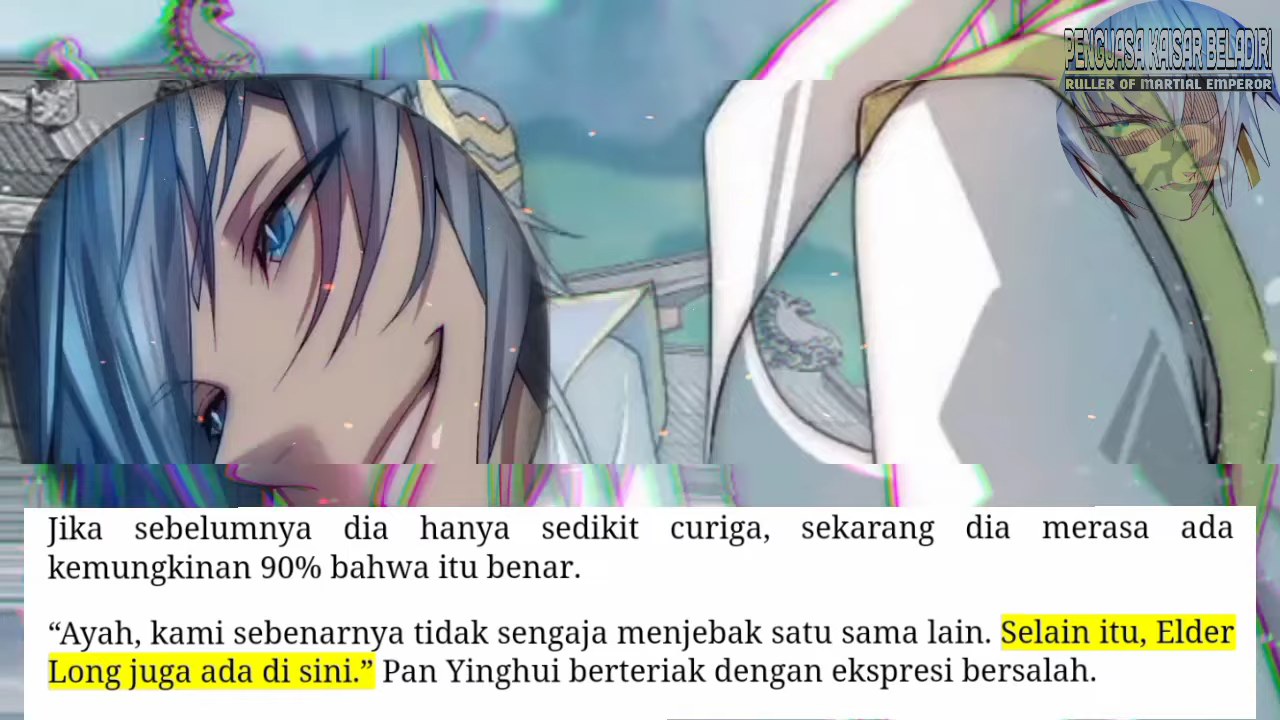 PENGUASA KAISAR BELADIRI
RULLER OF MARTIAL EMPEROR
Jika sebelumnya dia hanya sedikit curiga, sekarang dia merasa ada
kemungkinan 90% bahwa itu benar.
“Ayah, kami sebenarnya tidak sengaja menjebak satu sama lain. Selain itu, Elder
Long juga ada di sini.” Pan Yinghui berteriak dengan ekspresi bersalah.